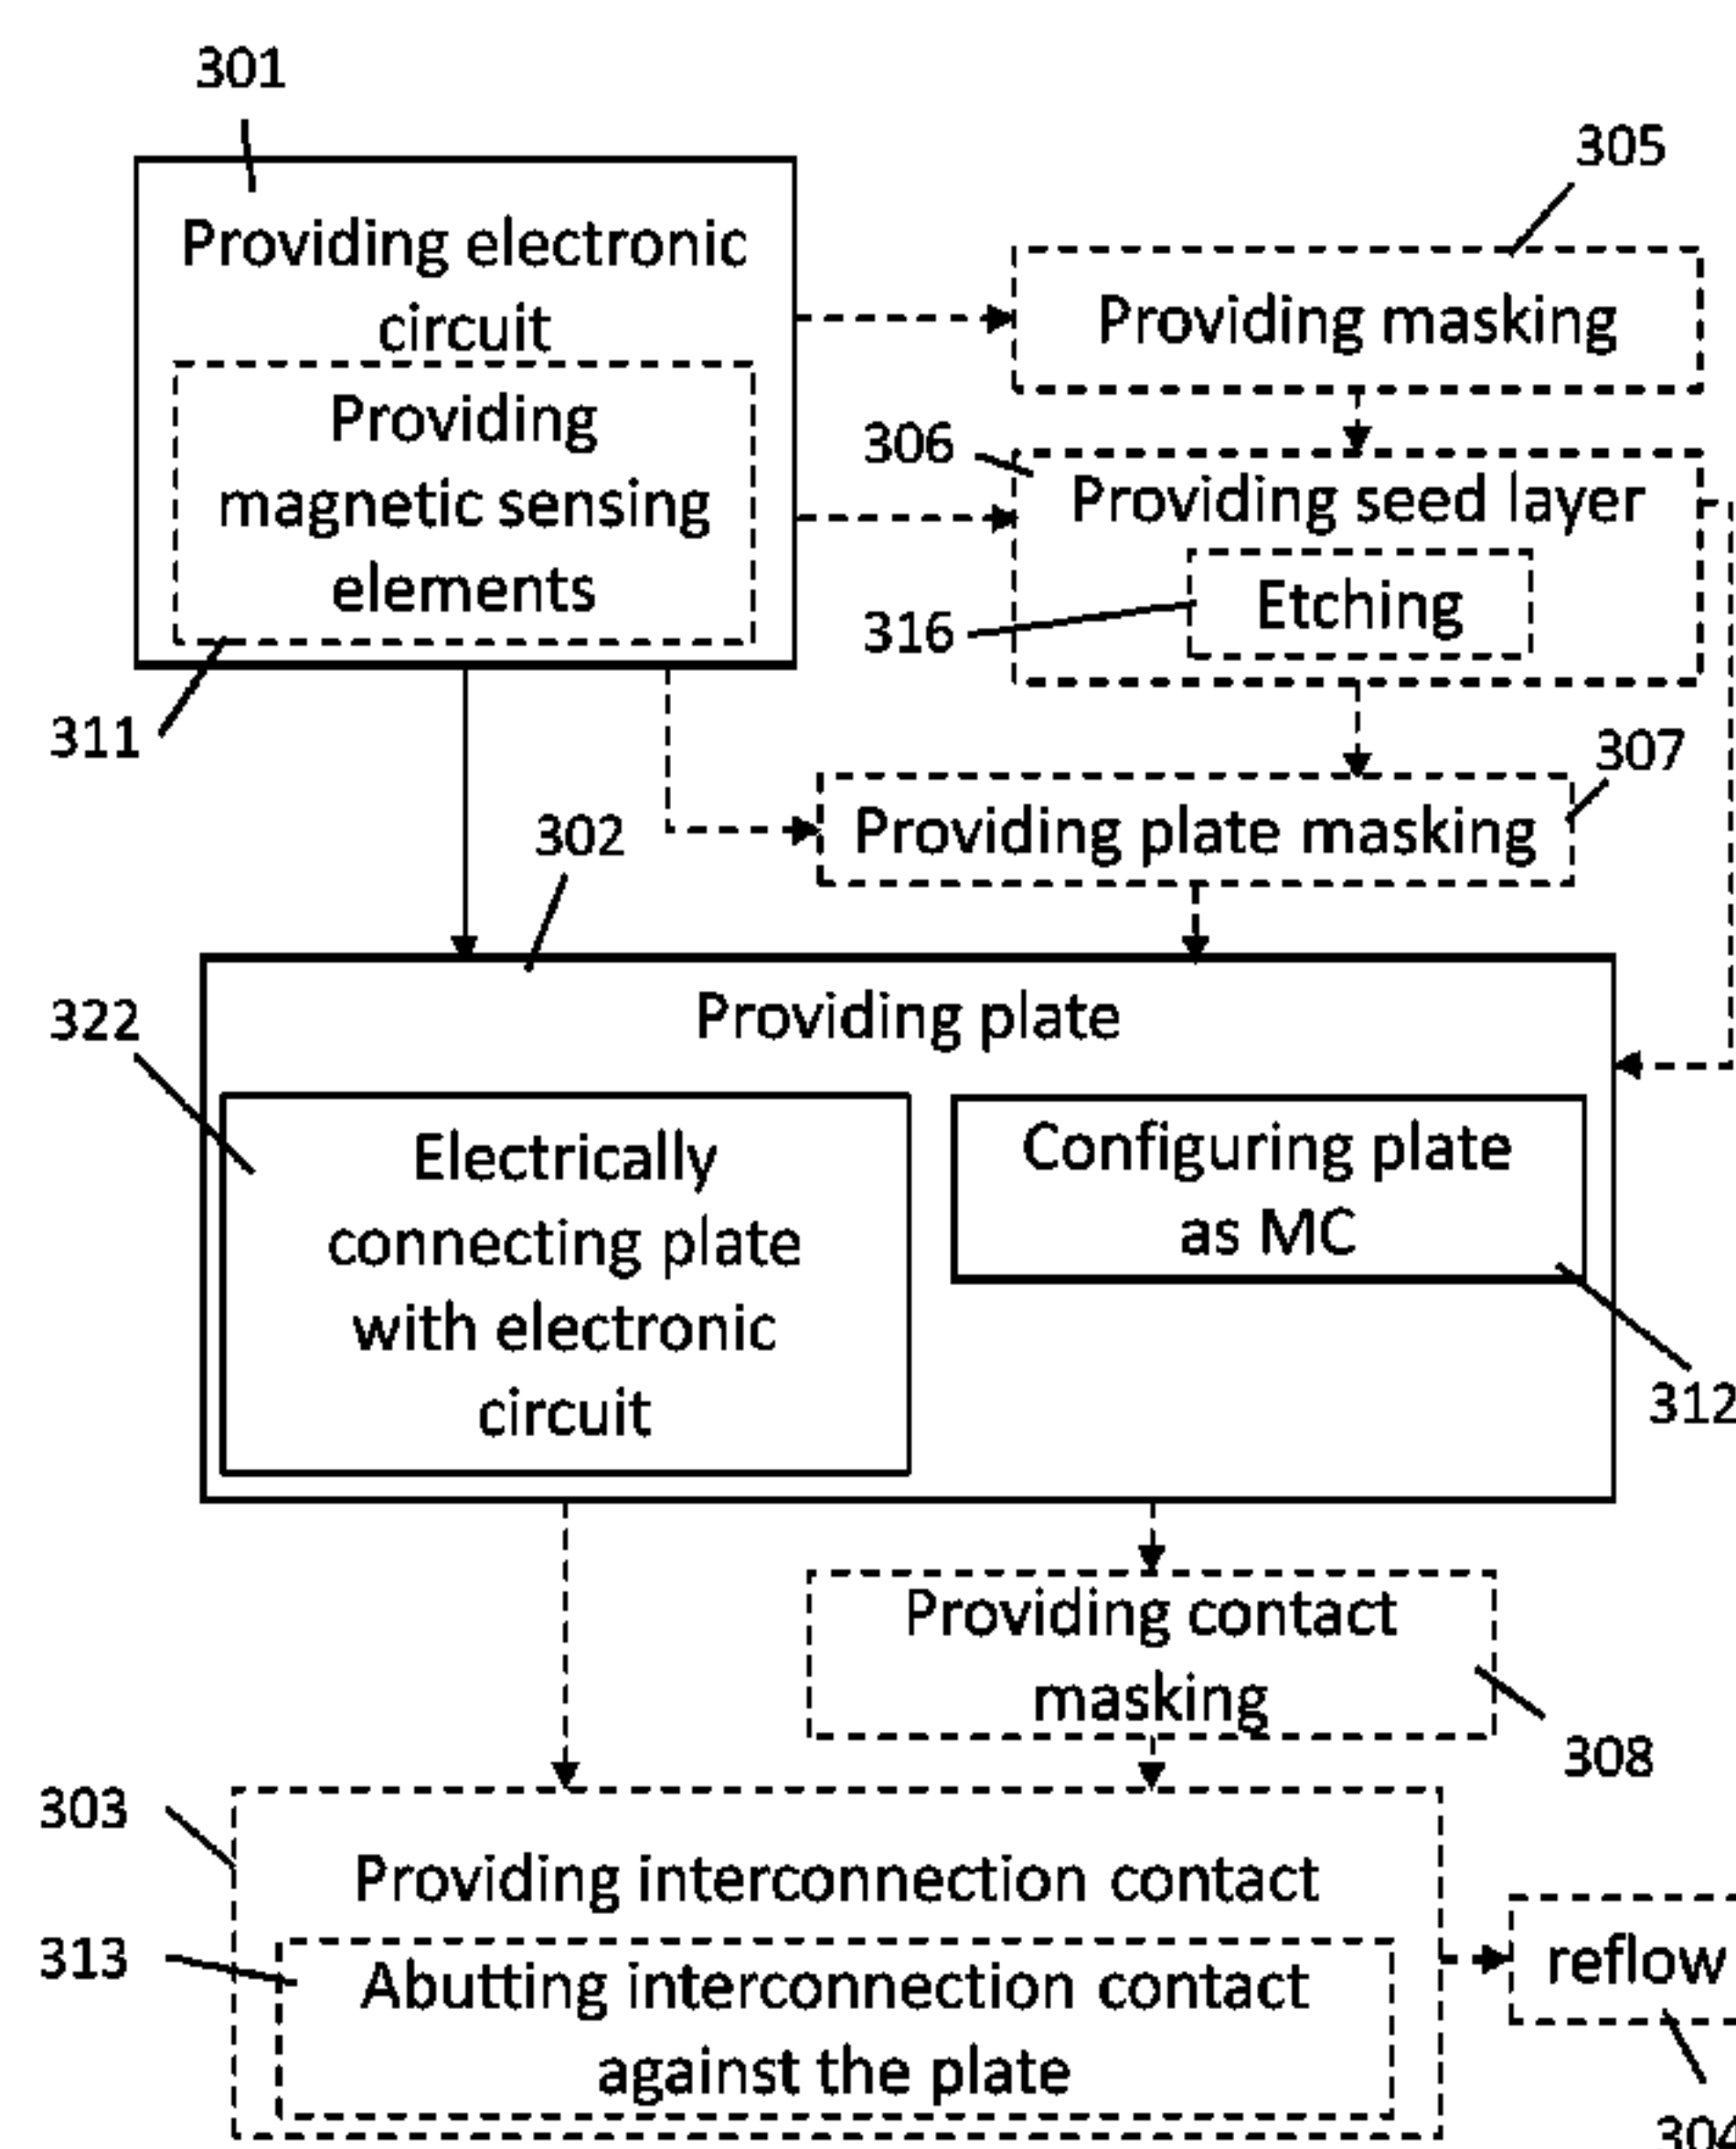 301
305
Providing electronic
circuit
Providing masking
Providing
magnetic sensing
elements
306
Providing seed layer
316
Etching
311
307
302
Providing plate masking
322
Providing plate
Electrically
connecting plate
with electronic
circuit
Configuring plate
as MC
312
Providing contact
masking
308
303
Providing interconnection contact
313
Abutting interconnection contact
against the plate
reflow
304